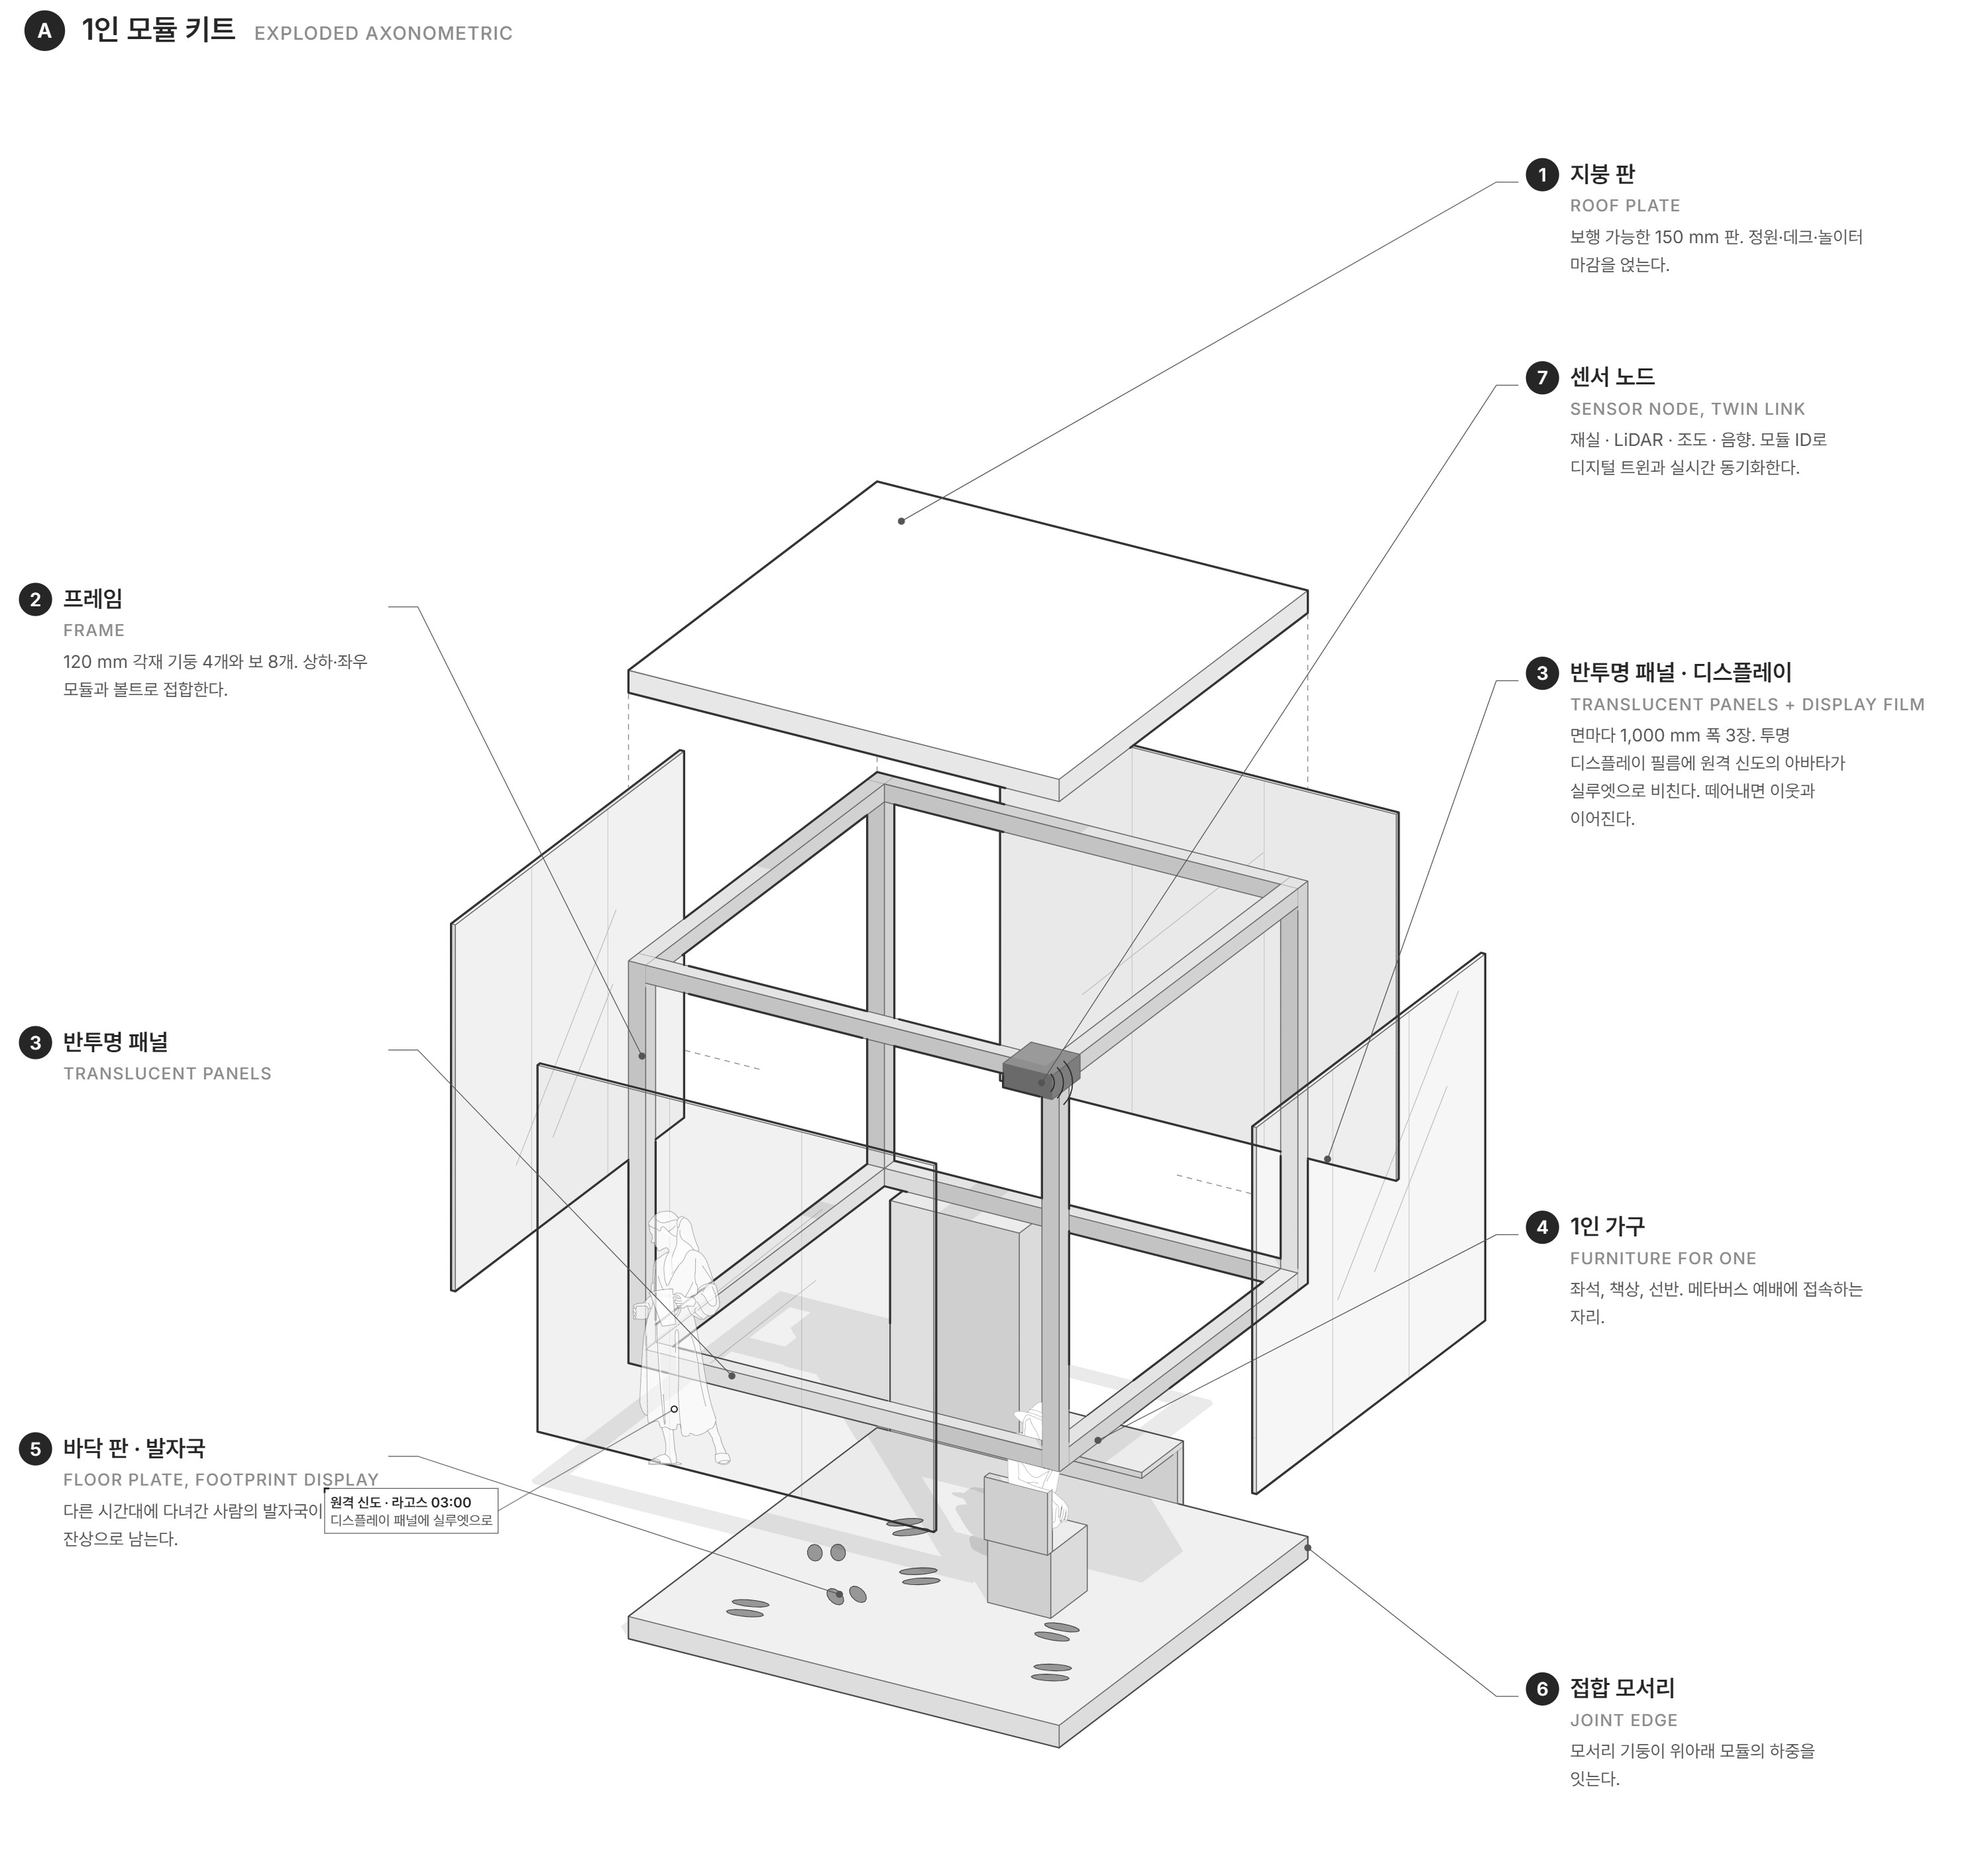 A 1인 모듈 키트 EXPLODED AXONOMETRIC
1 지붕 판
ROOF PLATE
보행 가능한 150 mm 판. 정원·데크·놀이터
마감을 얹는다.
7 센서 노드
SENSOR NODE, TWIN LINK
재실 · LiDAR · 조도 · 음향. 모듈 ID로
디지털 트윈과 실시간 동기화한다.
2 프레임
FRAME
120 mm 각재 기둥 4개와 보 8개. 상하·좌우
모듈과 볼트로 접합한다.
3 반투명 패널 · 디스플레이
TRANSLUCENT PANELS + DISPLAY FILM
면마다 1,000 mm 폭 3장. 투명
디스플레이 필름에 원격 신도의 아바타가
실루엣으로 비친다. 떼어내면 이웃과
이어진다.
3 반투명 패널
TRANSLUCENT PANELS
4 1인 가구
FURNITURE FOR ONE
좌석, 책상, 선반. 메타버스 예배에 접속하는
자리.
5 바닥 판 · 발자국
FLOOR PLATE, FOOTPRINT DISPLAY
다른 시간대에 다녀간 사람의 발자국이
잔상으로 남는다.
원격 신도 · 라고스 03:00
디스플레이 패널에 실루엣으로
6 접합 모서리
JOINT EDGE
모서리 기둥이 위아래 모듈의 하중을
잇는다.